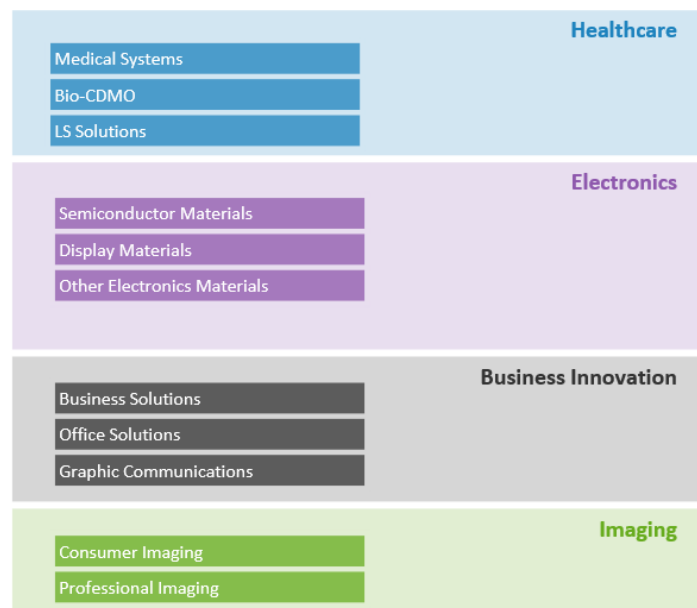 Healthcare
Medical Systems
Bio-CDMO
LS Solutions
Electronics
Semiconductor Materials
Display Materials
Other Electronics Materials
Business Innovation
Business Solutions
Office Solutions
Graphic Communications
Imaging
Consumer Imaging
Professional Imaging